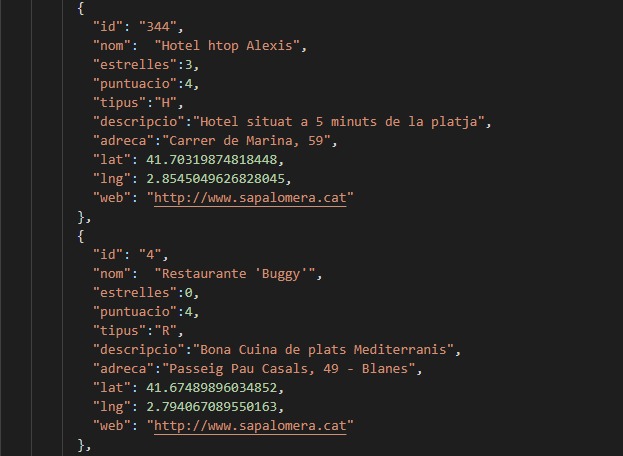 {
"id": "344",
"nom":  "Hotel htop Alexis",
"estrelles":3,
"puntuacio":4,
"tipus":"H",
"descripcio":"Hotel situat a 5 minuts de la platja",
"adreca":"Carrer de Marina, 59",
"lat": 41.70319874818448,
"lng": 2.8545049626828045,
"web": "http://www.sapalomera.cat"
},
{
"id": "4",
"nom":  "Restaurante 'Buggy'",
"estrelles":0,
"puntuacio":4,
"tipus":"R",
"descripcio":"Bona Cuina de plats Mediterranis",
"adreca":"Passeig Pau Casals, 49 - Blanes",
"lat": 41.67489896034852,
"lng": 2.794067089550163,
"web": "http://www.sapalomera.cat"
},